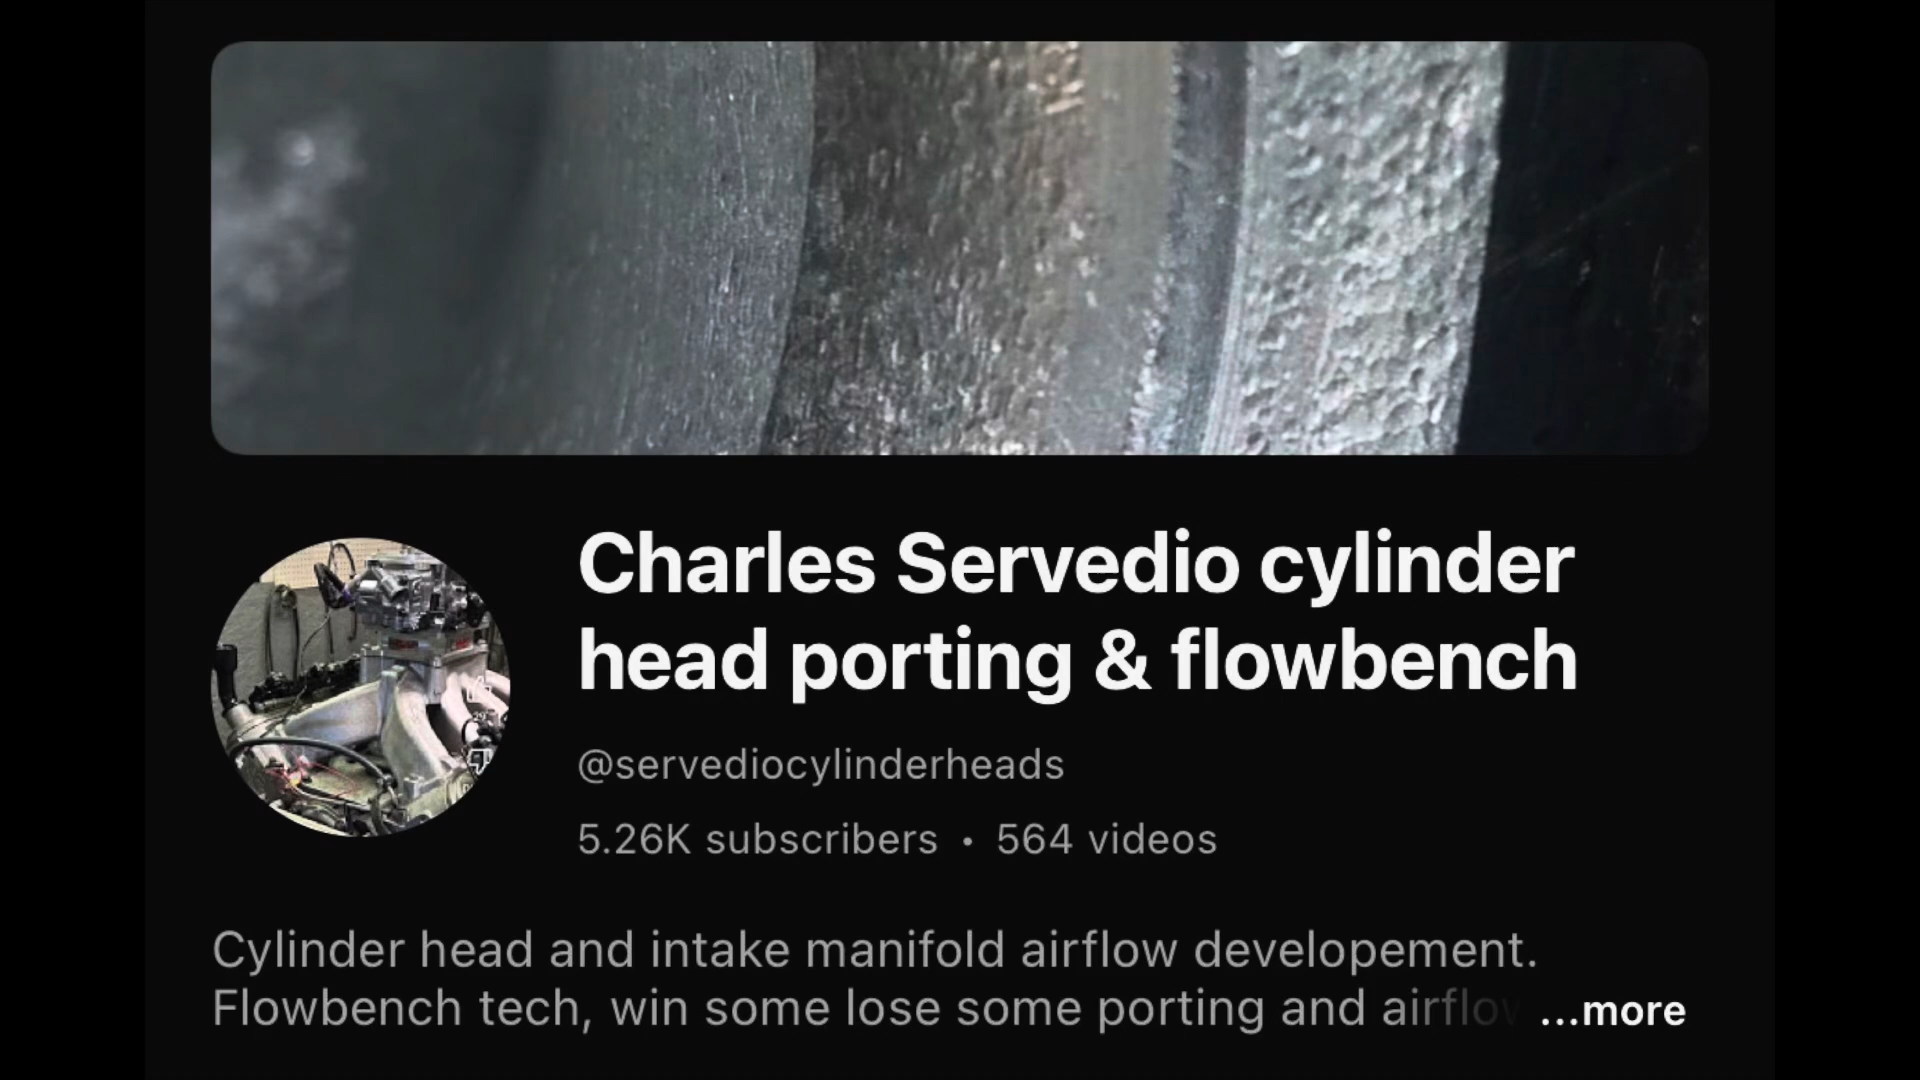 Charles Servedio cylinder
head porting & flowbench
@servediocylinderheads
5.26K subscribers • 564 videos
Cylinder head and intake manifold airflow developement.
Flowbench tech, win some lose some porting and airflow ...more